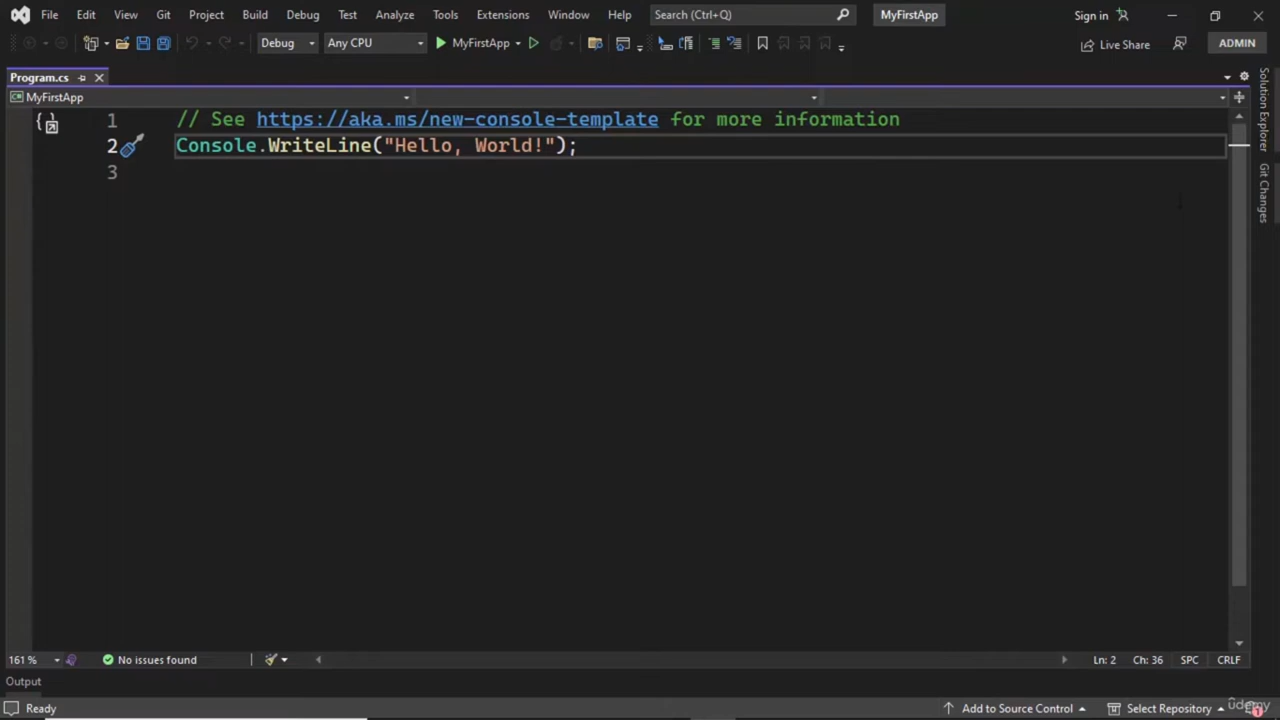 File Edit View Git Project Build Debug Test Analyze Tools Extensions Window Help Search (Ctrl+Q) MyFirstApp Sign in
Debug Any CPU MyFirstApp Live Share ADMIN
Program.cs
MyFirstApp
1 // See https://aka.ms/new-console-template for more information
2 Console.WriteLine("Hello, World!");
3
Solution Explorer
Git Changes
161 % No issues found Ln: 2 Ch: 36 SPC CRLF
Output
Ready Add to Source Control Select Repository 1
udemy